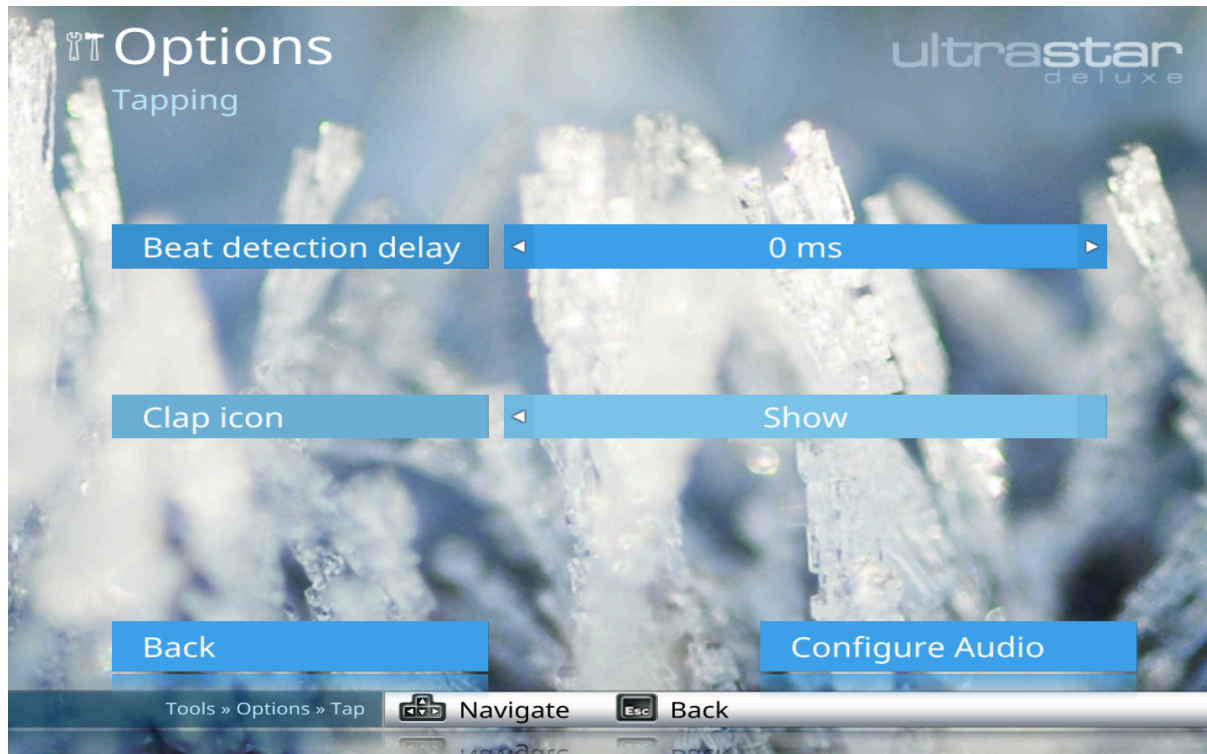 Options
ultrastar
deluxe
Tapping
Beat detection delay
0 ms
Clap icon
Show
Back
Configure Audio
Tools » Options » Tap
Navigate
Esc
Back